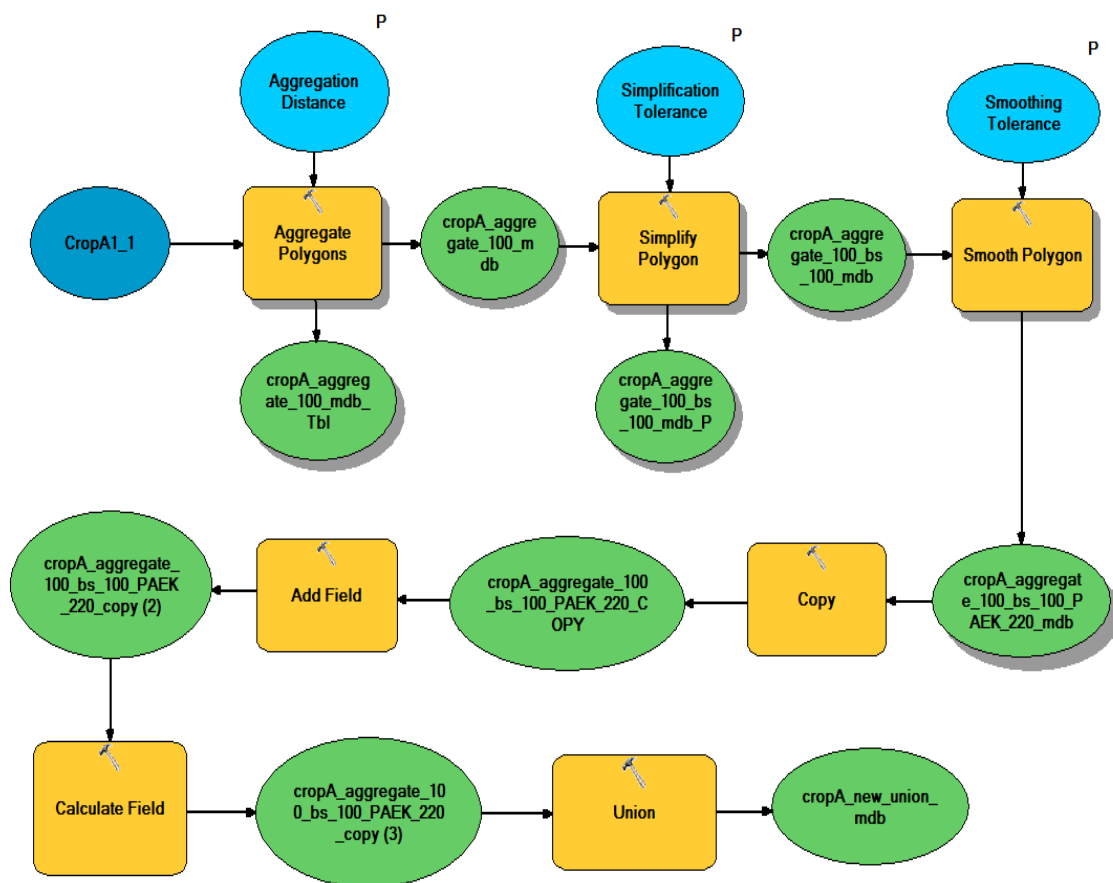 P
P
P
Aggregation
Distance
Simplification
Tolerance
Smoothing
Tolerance
CropA1_1
Aggregate
Polygons
cropA_aggr
egate_100_m
db
Simplify
Polygon
cropA_aggre
gate_100_bs
_100_mdb
Smooth Polygon
cropA_aggreg
ate_100_mdb_
Tbl
cropA_aggre
gate_100_bs
_100_mdb_P
cropA_aggregate_
100_bs_100_PAEK
_220_copy (2)
Add Field
cropA_aggregate_100
_bs_100_PAEK_220_C
OPY
Copy
cropA_aggregat
e_100_bs_100_P
AEK_220_mdb
Calculate Field
cropA_aggregate_10
0_bs_100_PAEK_220
_copy (3)
Union
cropA_new_union_
mdb